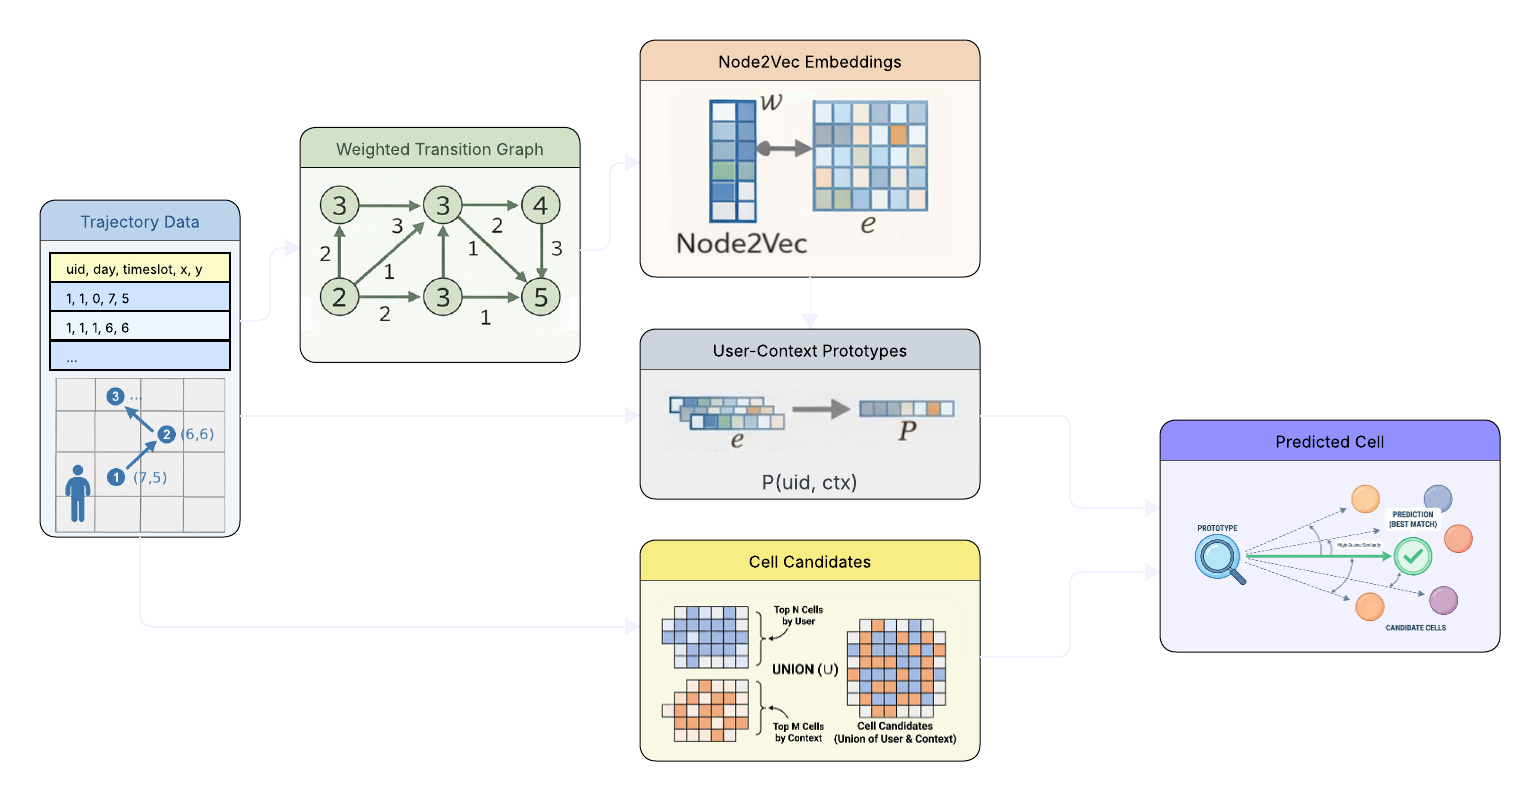 Trajectory Data
uid, day, timeslot, x, y
1, 1, 0, 7, 5
1, 1, 1, 6, 6
...
3 ...
2 (6,6)
1 (7,5)
Weighted Transition Graph
3 3 4
3 2
2 1 1 3
2 3 5
2 1
Node2Vec Embeddings
w
e
Node2Vec
User-Context Prototypes
e
P
P(uid, ctx)
Cell Candidates
Top N Cells
by User
UNION (∪)
Top M Cells
by Context
Cell Candidates
(Union of User & Context)
Predicted Cell
PROTOTYPE
PREDICTION
(BEST MATCH)
CANDIDATE CELLS